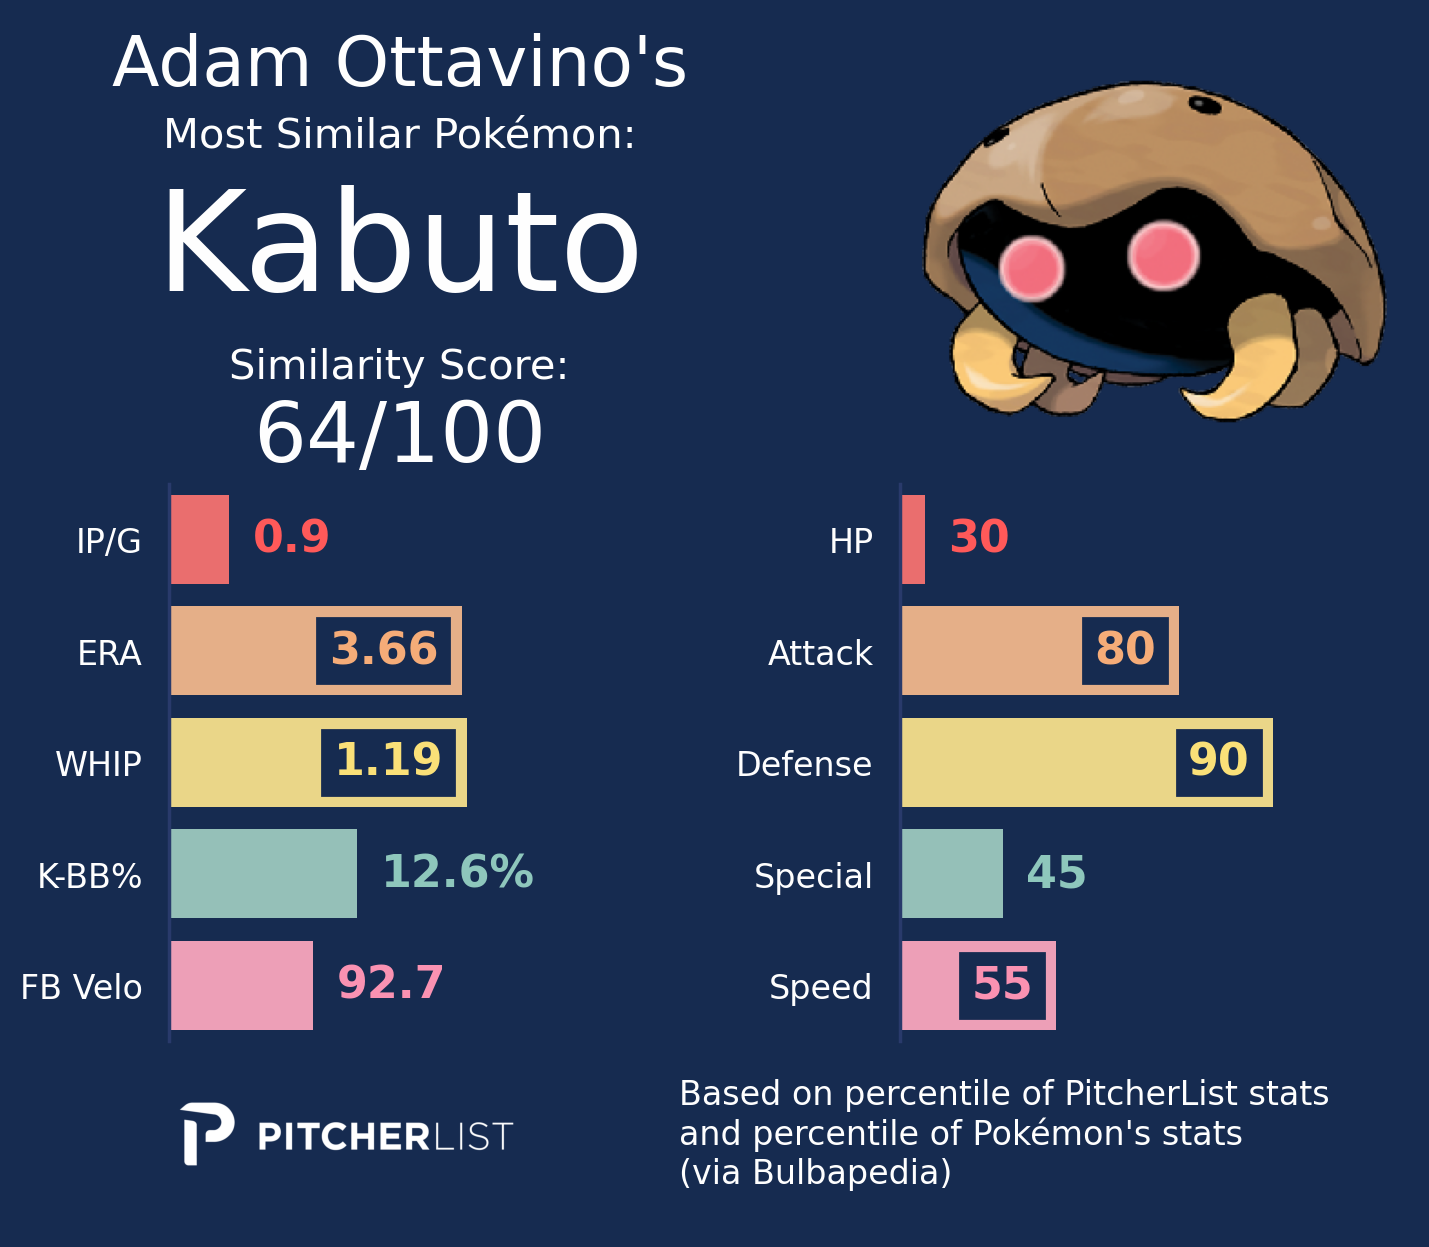 Adam Ottavino's
Most Similar Pokémon:
Kabuto
Similarity Score:
64/100
IP/G 0.9
ERA 3.66
WHIP 1.19
K-BB% 12.6%
FB Velo 92.7
HP 30
Attack 80
Defense 90
Special 45
Speed 55
PITCHERLIST
Based on percentile of PitcherList stats
and percentile of Pokémon's stats
(via Bulbapedia)